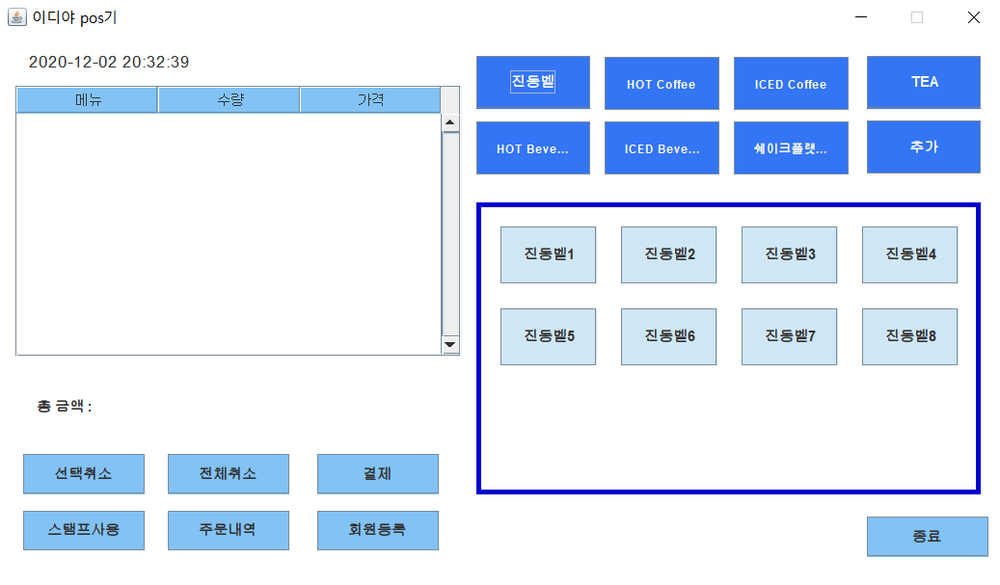 이디야 pos기
2020-12-02 20:32:39
메뉴 수량 가격
총 금액 :
선택취소 전체취소 결제
스탬프사용 주문내역 회원등록
진동벨 HOT Coffee ICED Coffee TEA
HOT Beve... ICED Beve...쉐이크플랫... 추가
진동벨1 진동벨2 진동벨3 진동벨4
진동벨5 진동벨6 진동벨7 진동벨8
종료